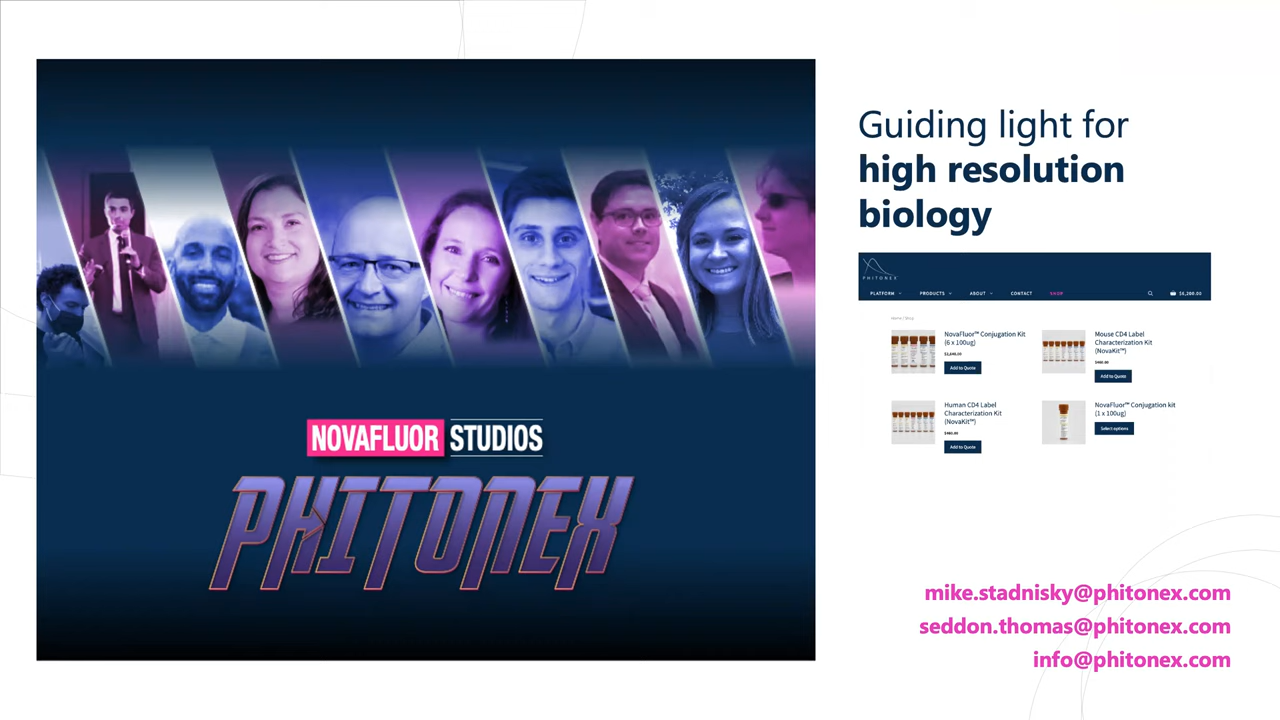 Guiding light for
high resolution
biology
NOVAFLUOR STUDIOS
PHITONEX
PHITONEX
PLATFORM
PRODUCTS
ABOUT
CONTACT
SHOP
Home / Shop
NovaFluor™ Conjugation Kit
(6 x 100ug)
Add to Quote
Mouse CD4 Label
Characterization Kit
(NovaKit™)
Add to Quote
Human CD4 Label
Characterization Kit
(NovaKit™)
Add to Quote
NovaFluor™ Conjugation kit
(1 x 100ug)
Select options
mike.stadnisky@phitonex.com
seddon.thomas@phitonex.com
info@phitonex.com